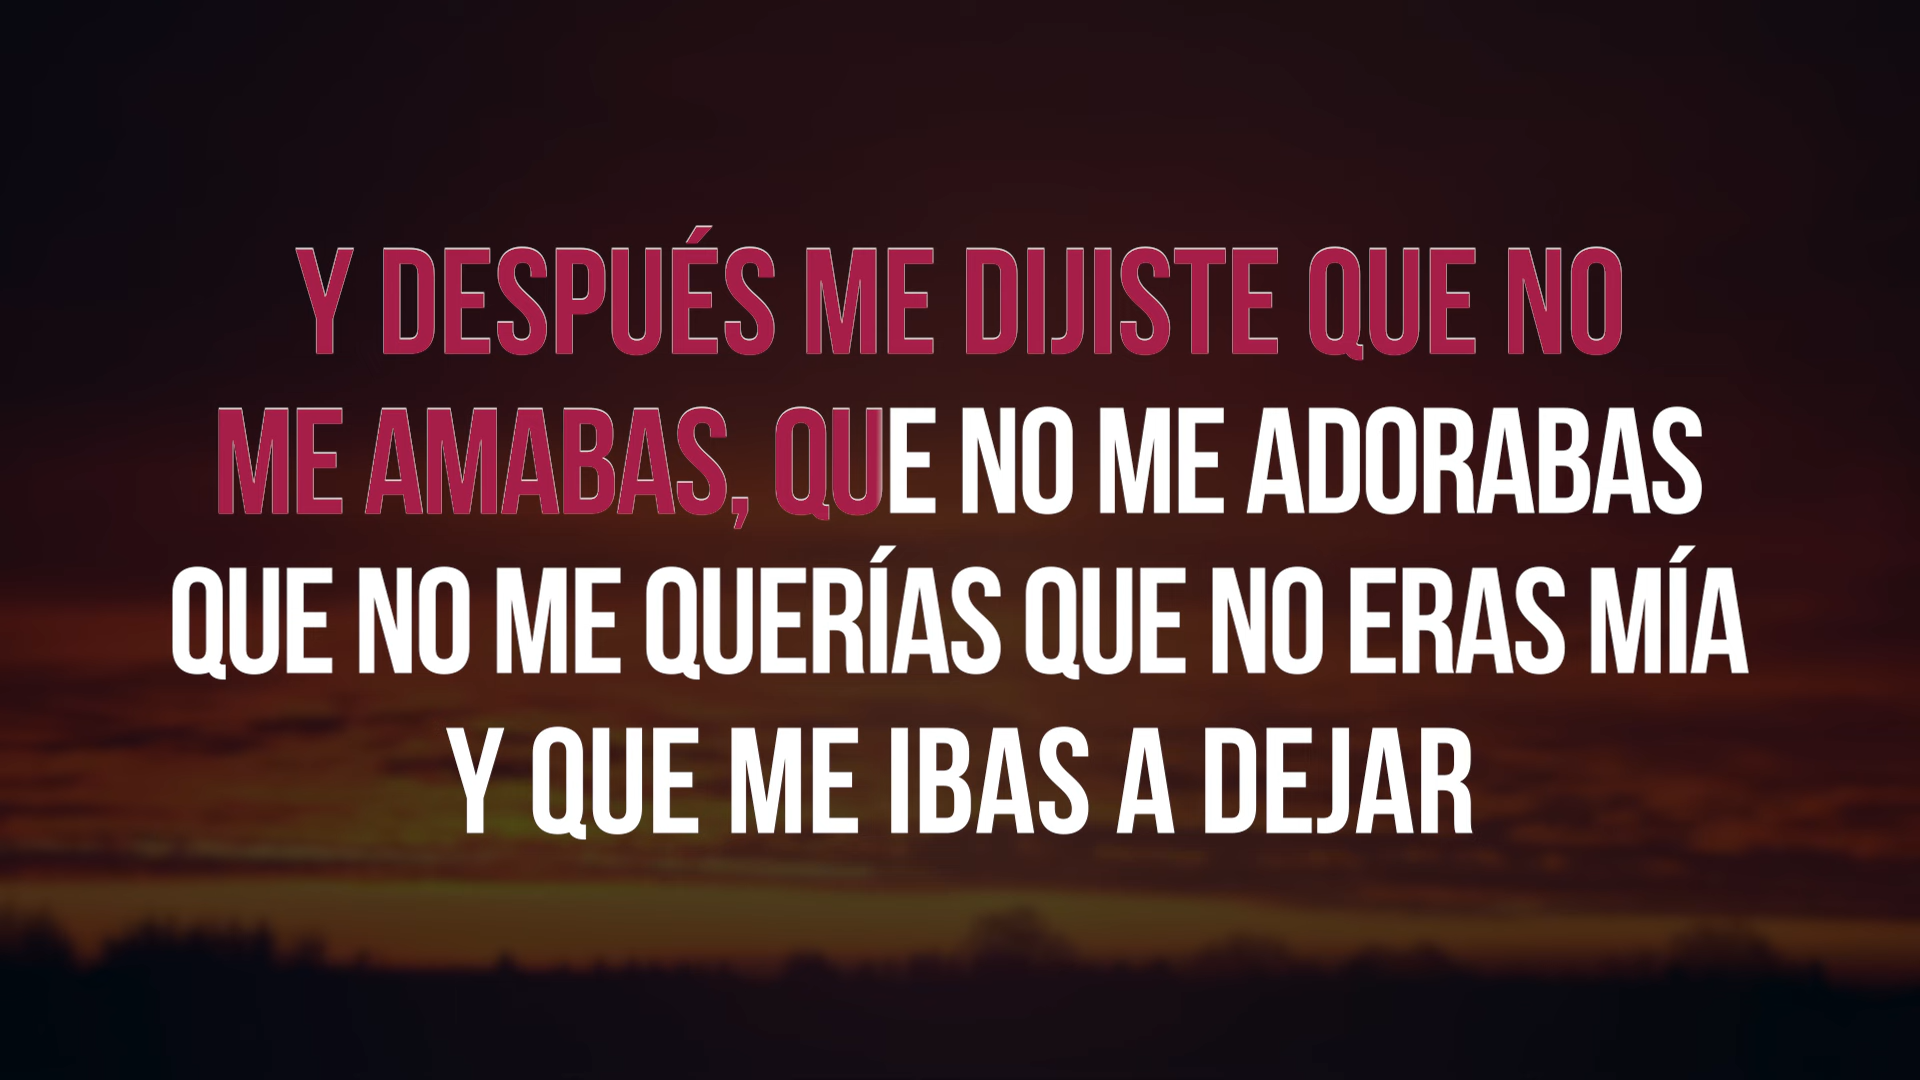 Y DESPUÉS ME DIJISTE QUE NO
ME AMABAS, QUE NO ME ADORABAS
QUE NO ME QUERÍAS QUE NO ERAS MÍA
Y QUE ME IBAS A DEJAR